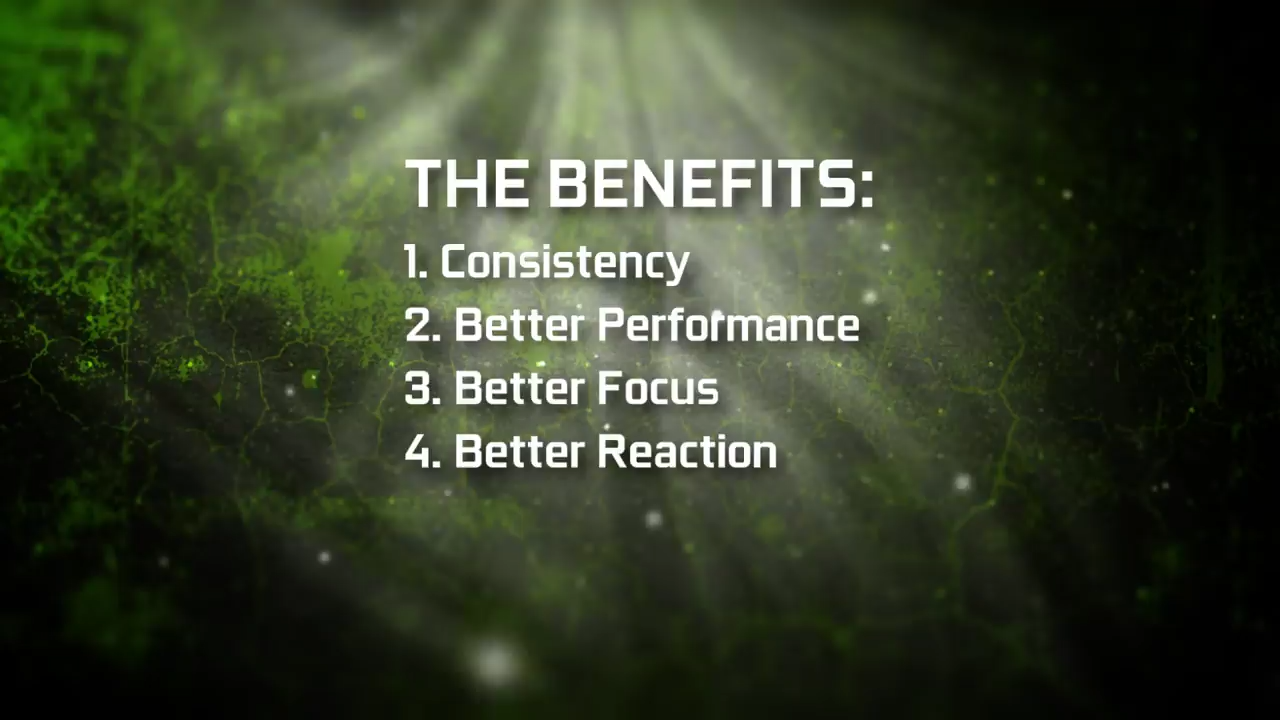 THE BENEFITS:
1. Consistency
2. Better Performance
3. Better Focus
4. Better Reaction